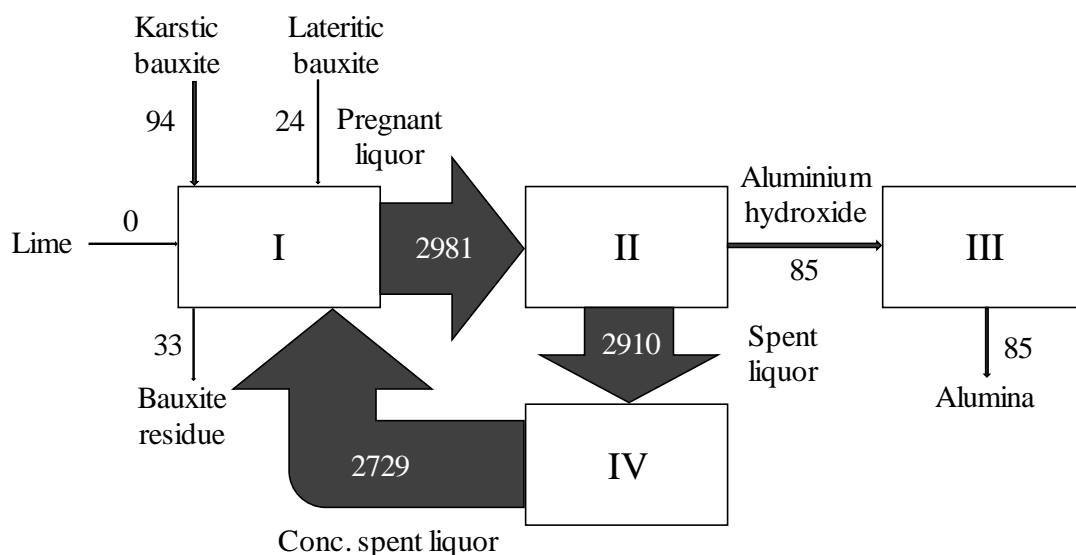 Karstic
bauxite
Lateritic
bauxite
94
24
Pregnant
liquor
Lime
0
I
2981
II
Aluminium
hydroxide
85
III
33
Bauxite
residue
2910
Spent
liquor
85
Alumina
2729
IV
Conc. spent liquor